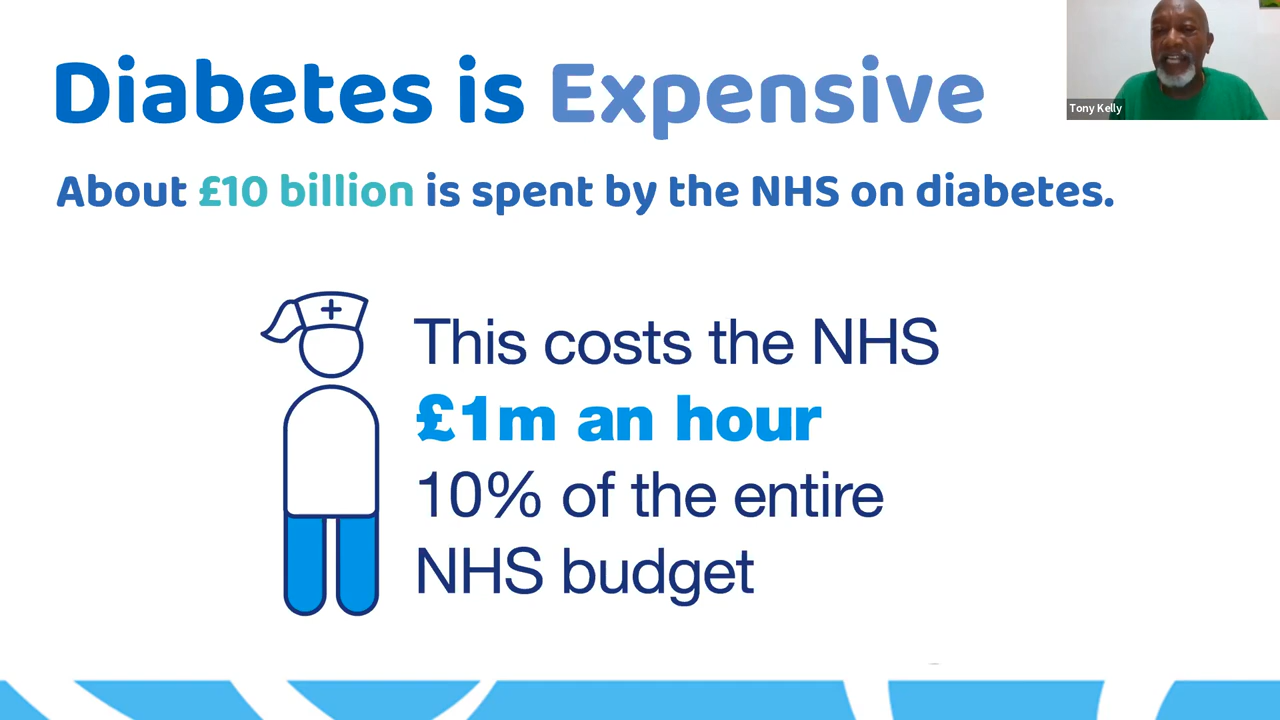 Diabetes is Expensive
Tony Kelly
About £10 billion is spent by the NHS on diabetes.
This costs the NHS
£1m an hour
10% of the entire
NHS budget